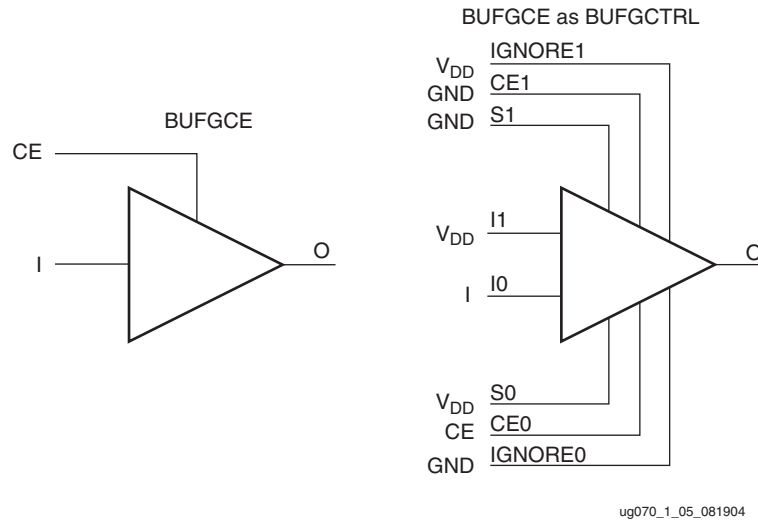 BUFGCE as BUFGCTRL
BUFGCE
CE
I
O
VDD IGNORE1
GND CE1
GND S1
VDD I1
I I0
O
VDD S0
CE CE0
GND IGNORE0
ug070_1_05_081904